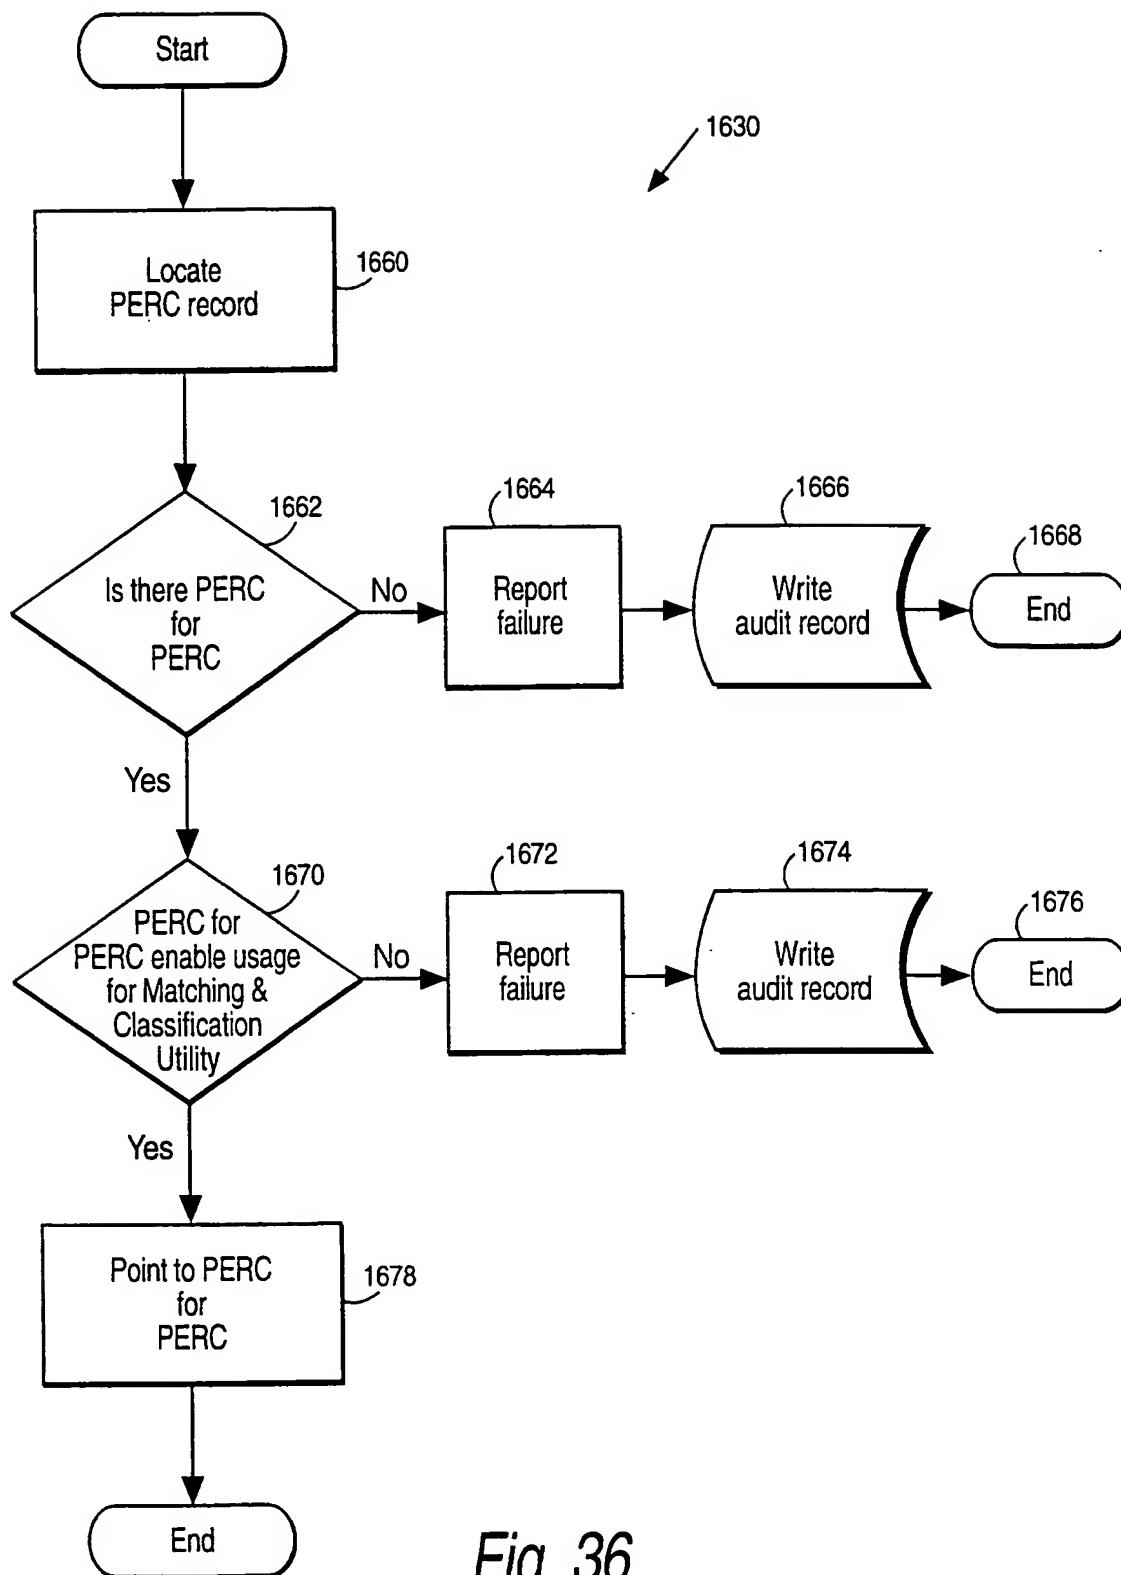 Start
1630
Locate
PERC record
1660
Is there PERC
for
PERC
1662
No
Report
failure
1664
Write
audit record
1666
End
1668
Yes
PERC for
PERC enable usage
for Matching &
Classification
Utility
1670
No
Report
failure
1672
Write
audit record
1674
End
1676
Yes
Point to PERC
for
PERC
1678
End
Fig. 36